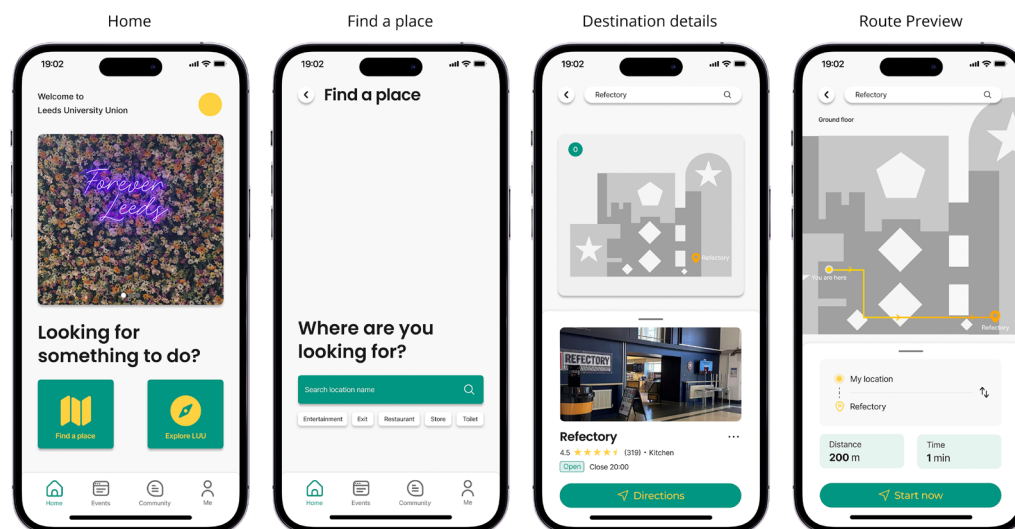 Home
Find a place
Destination details
Route Preview
19:02
Welcome to
Leeds University Union
Forever
Leeds
Looking for
something to do?
Find a place
Explore LUU
Home
Events
Community
Me
19:02
Find a place
Where are you
looking for?
Search location name
Entertainment
Exit
Restaurant
Store
Toilet
Home
Events
Community
Me
19:02
Refectory
0
Refectory
REFECTORY
Refectory
4.5 ★★★★★ (319) • Kitchen
Open Close 20:00
Directions
19:02
Refectory
Ground floor
You are here
Refectory
My location
Refectory
Distance
200 m
Time
1 min
Start now